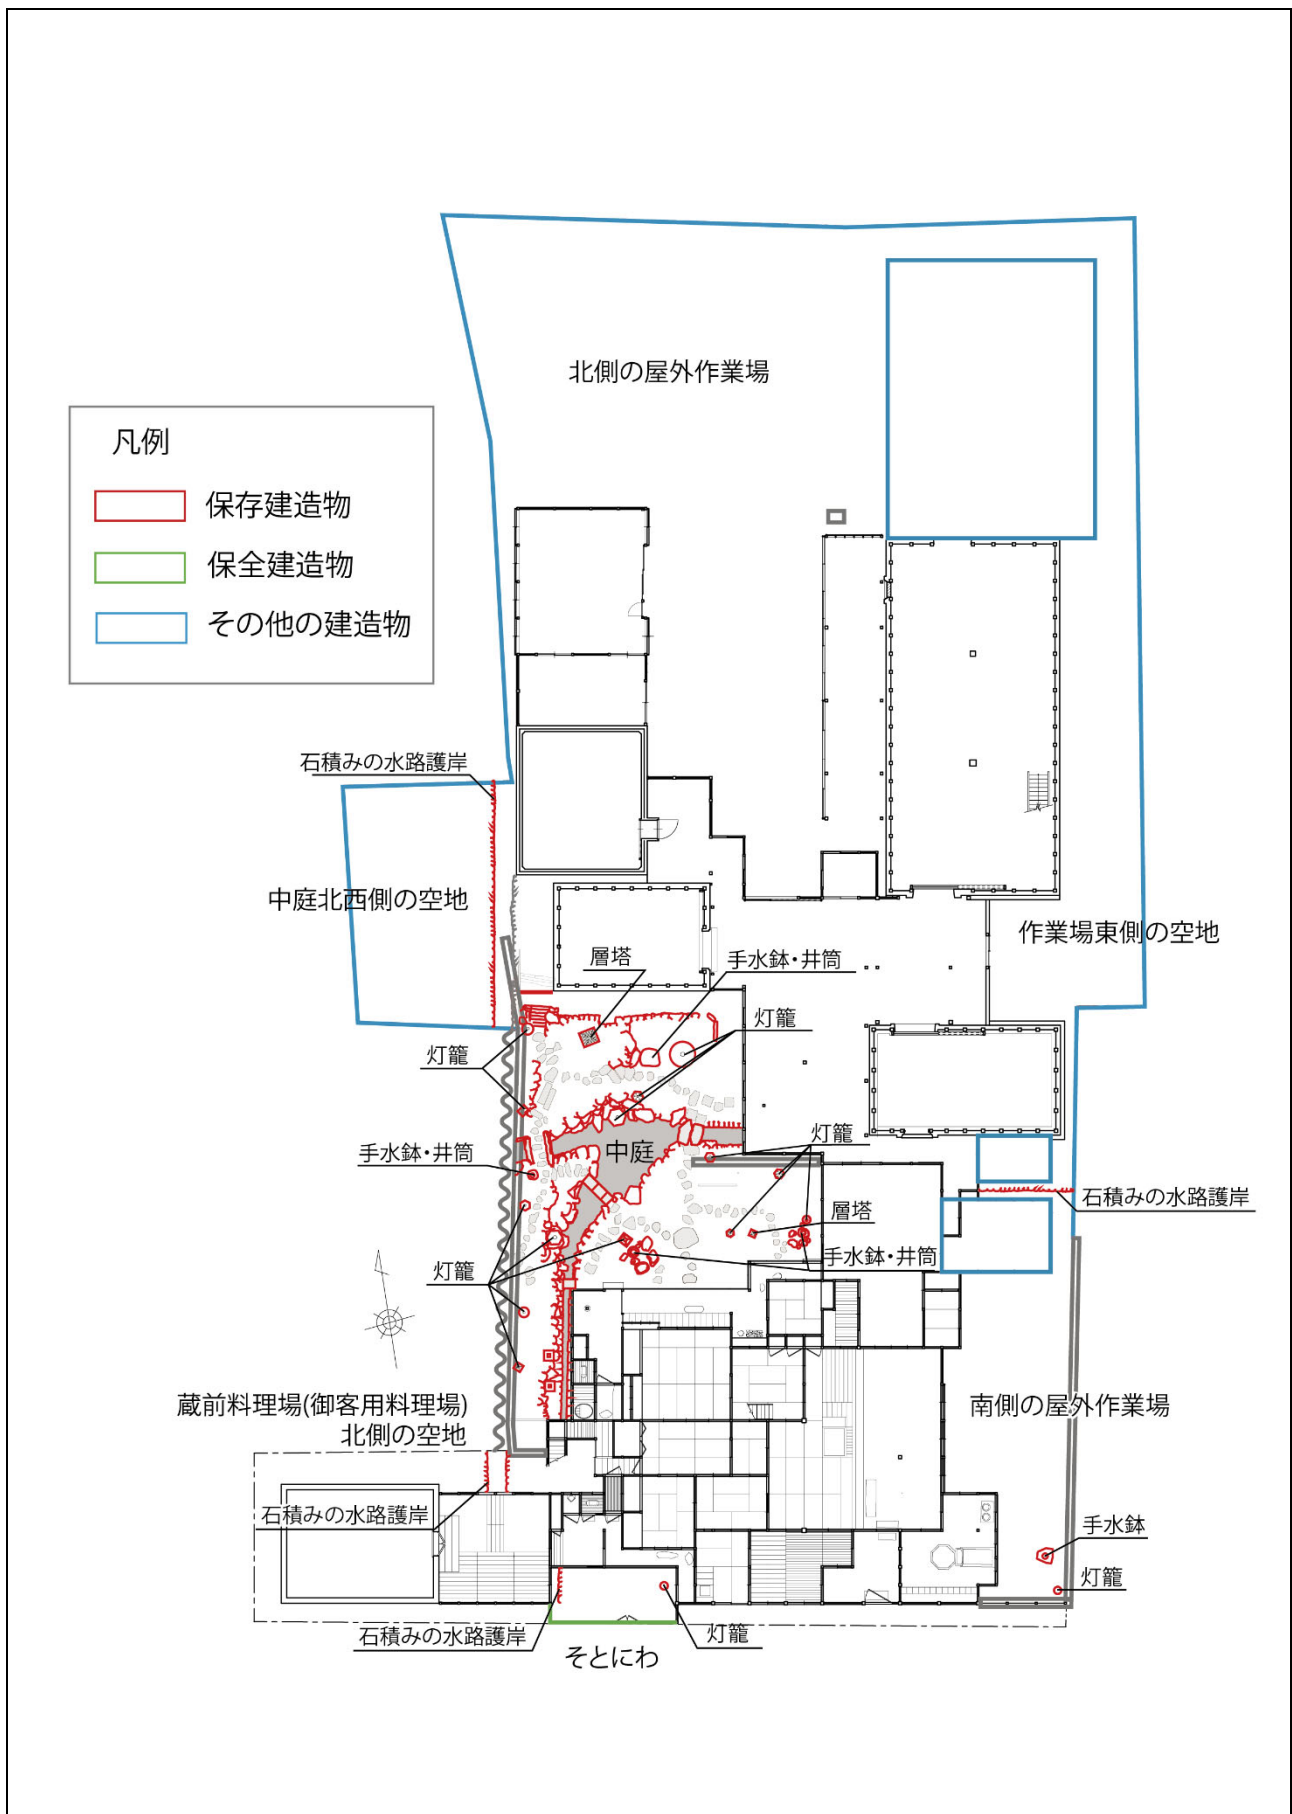 北側の屋外作業場
凡例
保存建造物
保全建造物
その他の建造物
石積みの水路護岸
中庭北西側の空地
作業場東側の空地
層塔
手水鉢・井筒
灯籠
灯籠
中庭
灯籠
手水鉢・井筒
石積みの水路護岸
層塔
手水鉢・井筒
灯籠
蔵前料理場(御客用料理場)
北側の空地
南側の屋外作業場
石積みの水路護岸
手水鉢
灯籠
石積みの水路護岸
灯籠
そとにわ